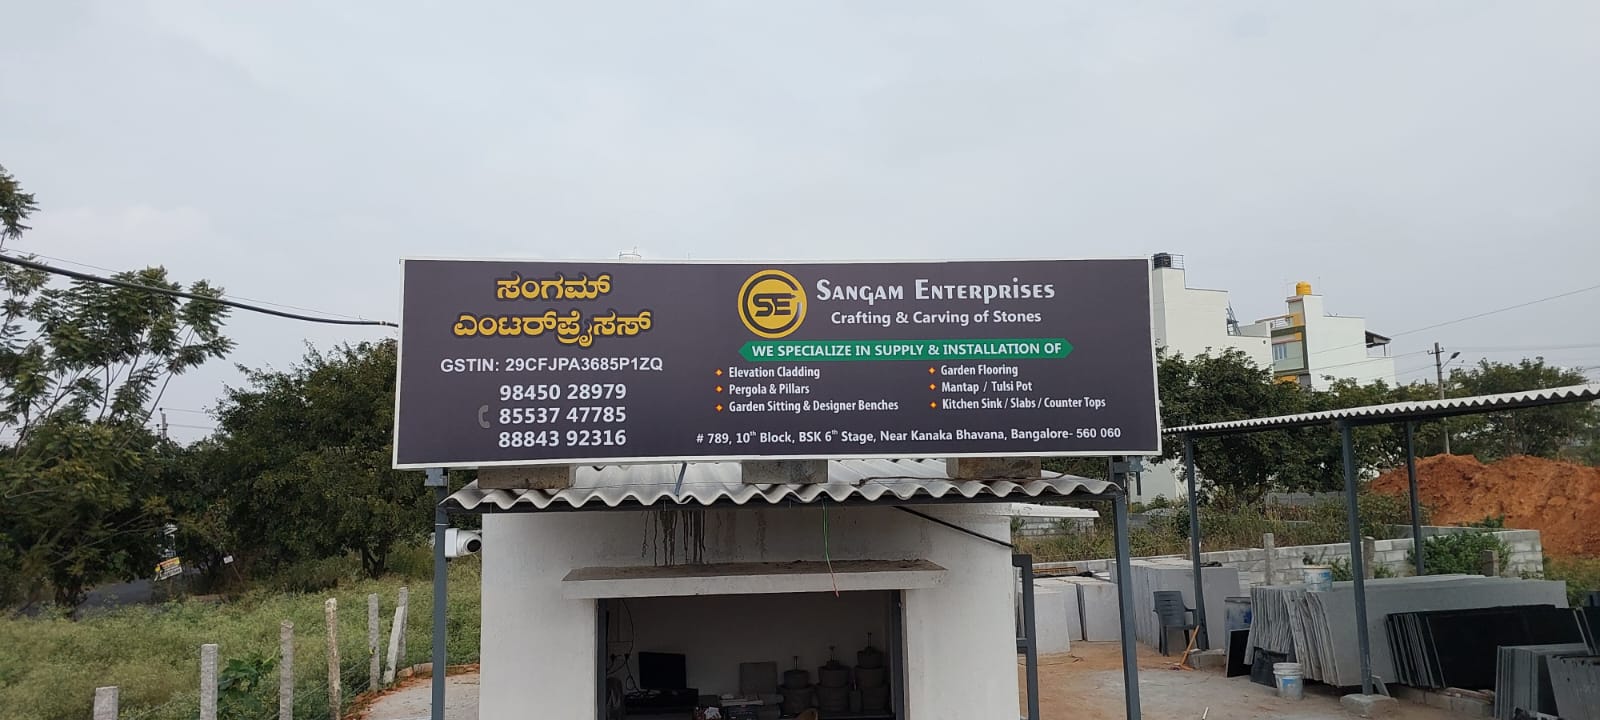 ಸಂಗಮ್
ಎಂಟರ್‌ಪ್ರೈಸಸ್
GSTIN: 29CFJPA3685P1ZQ
98450 28979
85537 47785
88843 92316
SE
SANGAM ENTERPRISES
Crafting & Carving of Stones
WE SPECIALIZE IN SUPPLY & INSTALLATION OF
Elevation Cladding
Pergola & Pillars
Garden Sitting & Designer Benches
Garden Flooring
Mantap / Tulsi Pot
Kitchen Sink / Slabs / Counter Tops
# 789, 10th Block, BSK 6th Stage, Near Kanaka Bhavana, Bangalore- 560 060